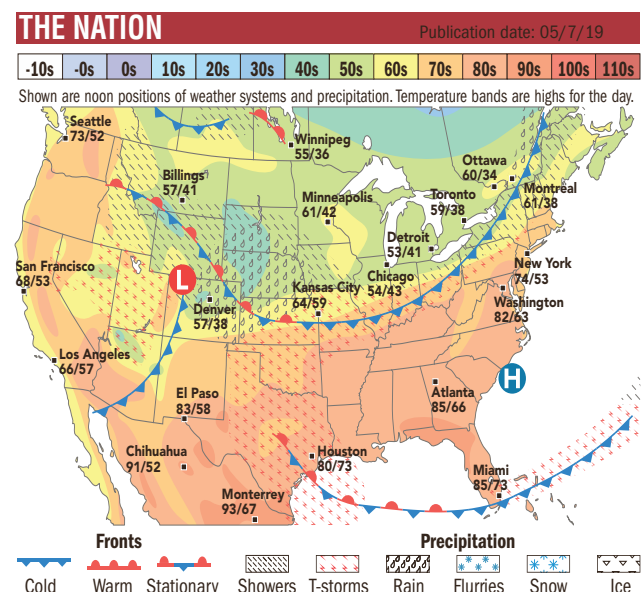 THE NATION
Publication date: 05/7/19
-10s -0s 0s 10s 20s 30s 40s 50s 60s 70s 80s 90s 100s 110s
Shown are noon positions of weather systems and precipitation. Temperature bands are highs for the day.
Seattle
73/52
Winnipeg
55/36
Billings
57/41
Minneapolis
61/42
Ottawa
60/34
Toronto
59/38
Montreal
61/38
Detroit
53/41
San Francisco
68/53
L
Denver
57/38
Kansas City
64/59
Chicago
54/43
New York
74/53
Washington
82/63
Los Angeles
66/57
El Paso
83/58
Atlanta
85/66
H
Chihuahua
91/52
Houston
80/73
Monterrey
93/67
Miami
85/73
Fronts
Precipitation
Cold Warm Stationary Showers T-storms Rain Flurries Snow Ice